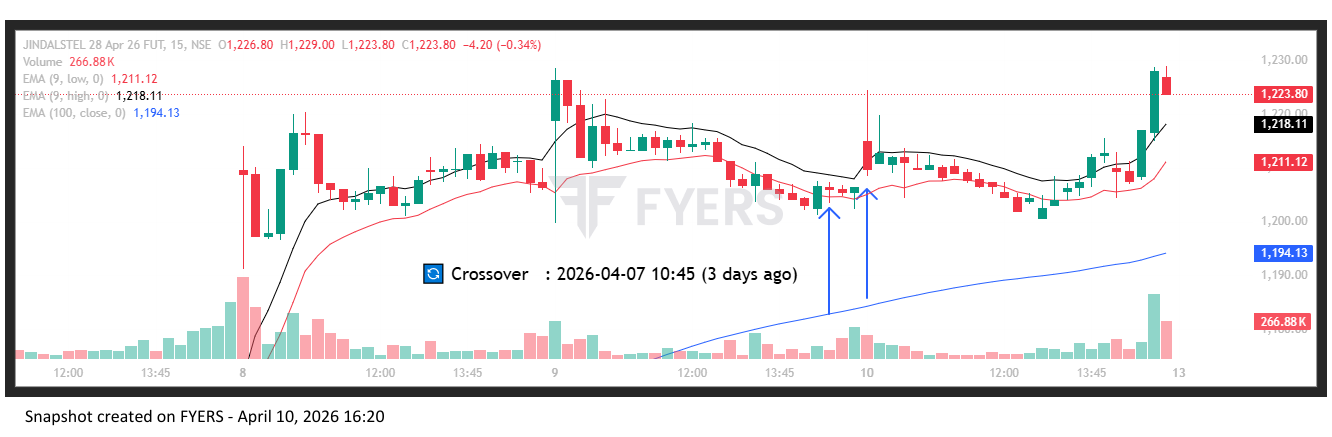 JINDALSTEL 28 Apr 26 FUT, 15, NSE O1,226.80 H1,229.00 L1,223.80 C1,223.80 −4.20 (−0.34%)
Volume 266.88K
EMA (9, low, 0) 1,211.12
EMA (9, high, 0) 1,218.11
EMA (100, close, 0) 1,194.13
1,230.00
1,223.80
1,220.00
1,218.11
1,211.12
1,200.00
1,194.13
1,190.00
266.88K
FYERS
Crossover : 2026-04-07 10:45 (3 days ago)
12:00 13:45 8 12:00 13:45 9 12:00 13:45 10 12:00 13:45 13
Snapshot created on FYERS - April 10, 2026 16:20